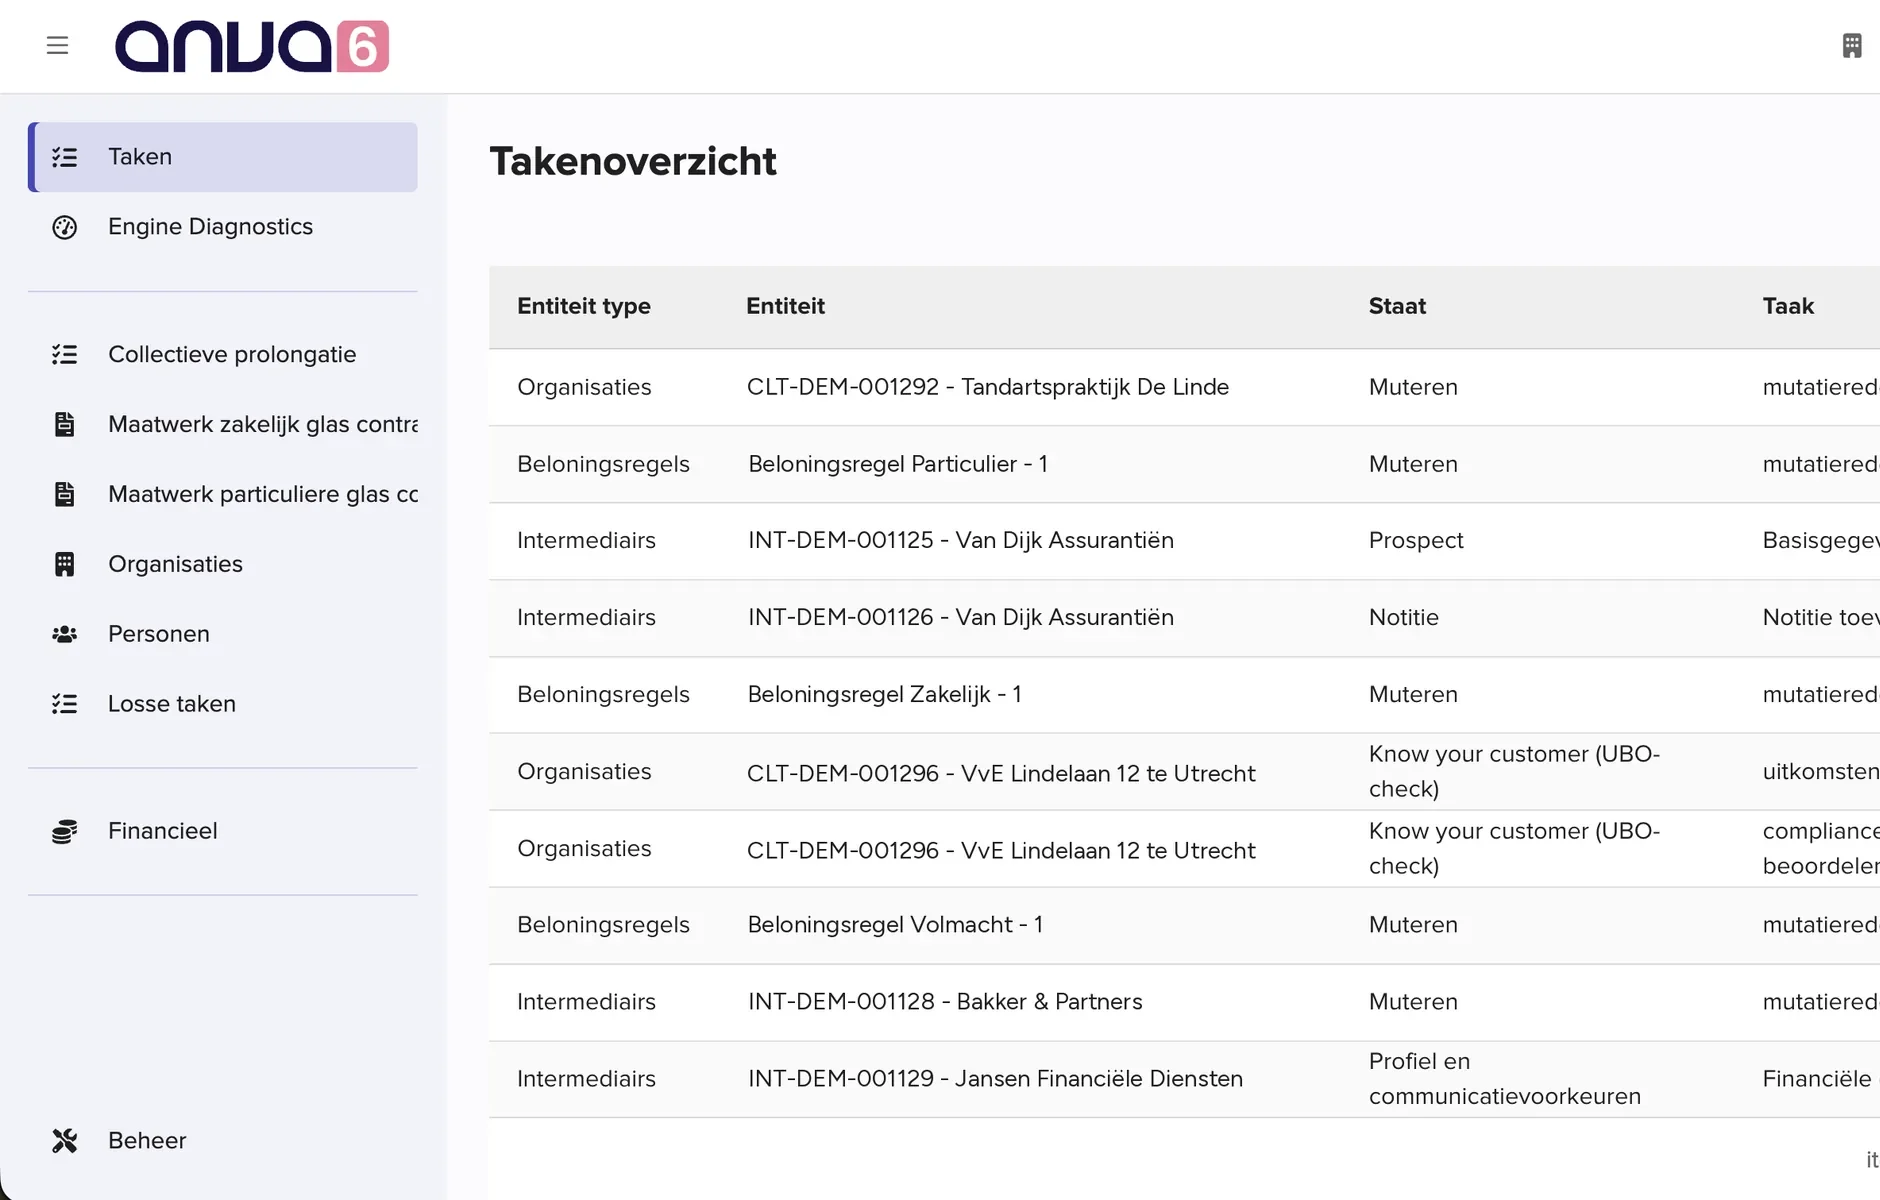 anva6
Taken
Engine Diagnostics
Collectieve prolongatie
Maatwerk zakelijk glas contra
Maatwerk particuliere glas co
Organisaties
Personen
Losse taken
Financieel
Beheer
Takenoverzicht
Entiteit type Entiteit Staat Taak
Organisaties CLT-DEM-001292 - Tandartspraktijk De Linde Muteren mutatiered
Beloningsregels Beloningsregel Particulier - 1 Muteren mutatiered
Intermediairs INT-DEM-001125 - Van Dijk Assurantiën Prospect Basisgegev
Intermediairs INT-DEM-001126 - Van Dijk Assurantiën Notitie Notitie toev
Beloningsregels Beloningsregel Zakelijk - 1 Muteren mutatiered
Organisaties CLT-DEM-001296 - VvE Lindelaan 12 te Utrecht Know your customer (UBO-
check) uitkomsten
Organisaties CLT-DEM-001296 - VvE Lindelaan 12 te Utrecht Know your customer (UBO- compliance
check) beoordelen
Beloningsregels Beloningsregel Volmacht - 1 Muteren mutatiered
Intermediairs INT-DEM-001128 - Bakker & Partners Muteren mutatiered
Intermediairs INT-DEM-001129 - Jansen Financiële Diensten Profiel en
communicatievoorkeuren Financiële
it